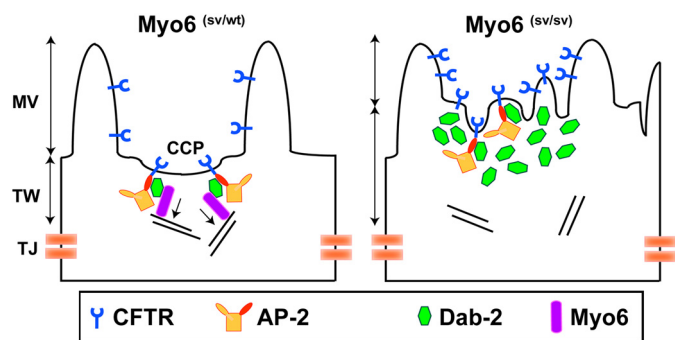 Myo6 (sv/wt)
Myo6 (sv/sv)
MV
CCP
TW
TJ
CFTR
AP-2
Dab-2
Myo6